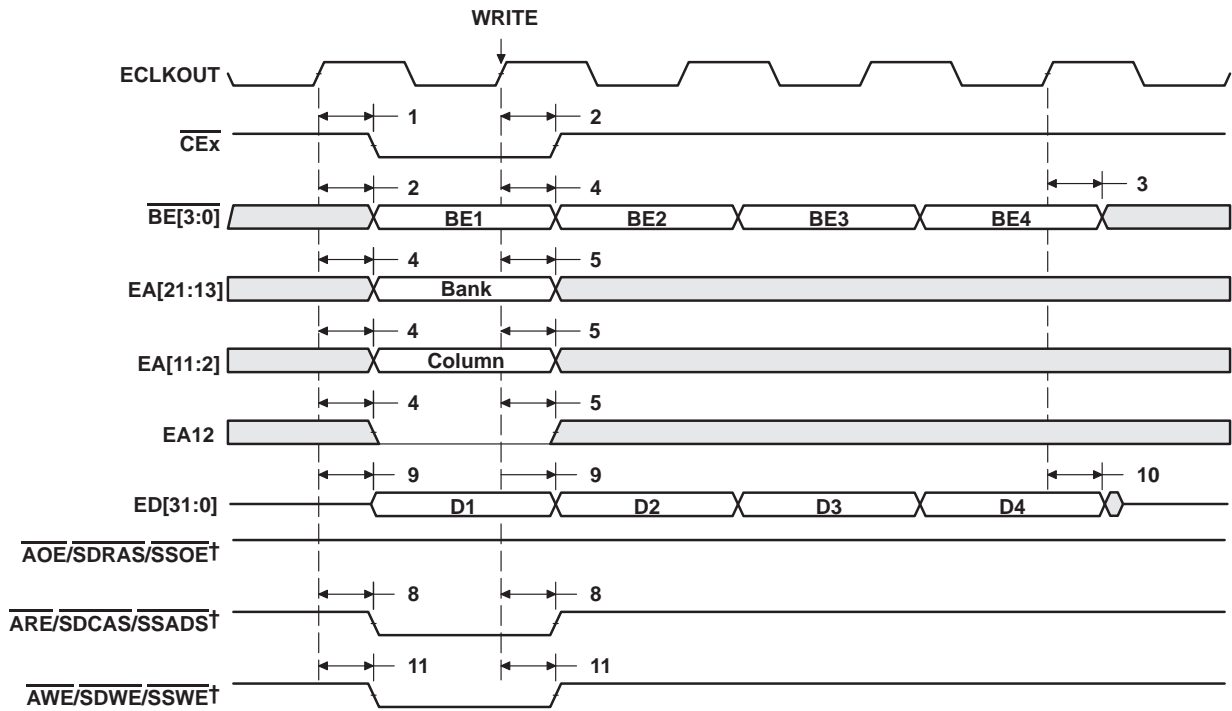 WRITE
ECLKOUT
1 2
CEx
2 4 3
BE[3:0] BE1 BE2 BE3 BE4
4 5
EA[21:13] Bank
4 5
EA[11:2] Column
4 5
EA12
9 9 10
ED[31:0] D1 D2 D3 D4
AOE/SDRAS/SSOE†
8 8
ARE/SDCAS/SSADS†
11 11
AWE/SDWE/SSWE†